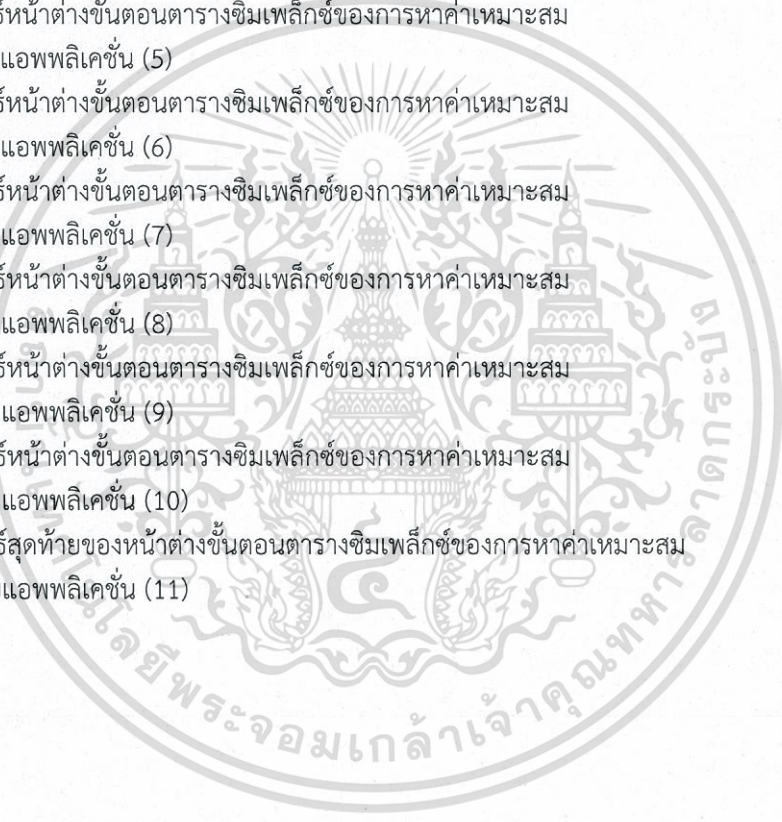 ธ์หน้าต่างขั้นตอนตารางซิมเพล็กซ์ของการหาค่าเหมาะสม
แอพพลิเคชั่น (5)
ธ์หน้าต่างขั้นตอนตารางซิมเพล็กซ์ของการหาค่าเหมาะสม
แอพพลิเคชั่น (6)
ธ์หน้าต่างขั้นตอนตารางซิมเพล็กซ์ของการหาค่าเหมาะสม
แอพพลิเคชั่น (7)
ธ์หน้าต่างขั้นตอนตารางซิมเพล็กซ์ของการหาค่าเหมาะสม
แอพพลิเคชั่น (8)
ธ์หน้าต่างขั้นตอนตารางซิมเพล็กซ์ของการหาค่าเหมาะสม
แอพพลิเคชั่น (9)
ธ์หน้าต่างขั้นตอนตารางซิมเพล็กซ์ของการหาค่าเหมาะสม
แอพพลิเคชั่น (10)
ธ์สุดท้ายของหน้าต่างขั้นตอนตารางซิมเพล็กซ์ของการหาค่าเหมาะสม
แอพพลิเคชั่น (11)
พระจอมเกล้าเจ้าคุณทหารลาดกระบัง